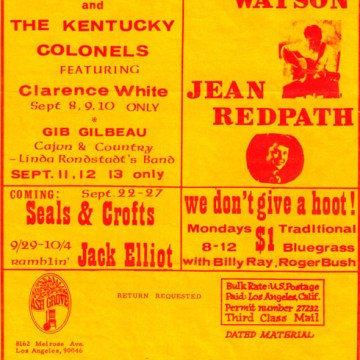 and
THE KENTUCKY
COLONELS
FEATURING
Clarence White
Sept 8,9,10 ONLY
*
GIB GILBEAU
Cajun & Country
–Linda Rondstadt's Band
SEPT. 11, 12 13 only
WATSON
JEAN
REDPATH
COMING: Sept. 22-27
Seals & Crofts
9/29-10/4
ramblin' Jack Elliot
we don't give a hoot!
Mondays $1 Traditional
8-12 Bluegrass
with Billy Ray, Roger Bush
ASH GROVE
8162 Melrose Ave.
Los Angeles, 90046
RETURN REQUESTED
Bulk Rate U.S. Postage
Paid: Los Angeles, Calif.
Permit number 27232
Third Class Mail
DATED MATERIAL